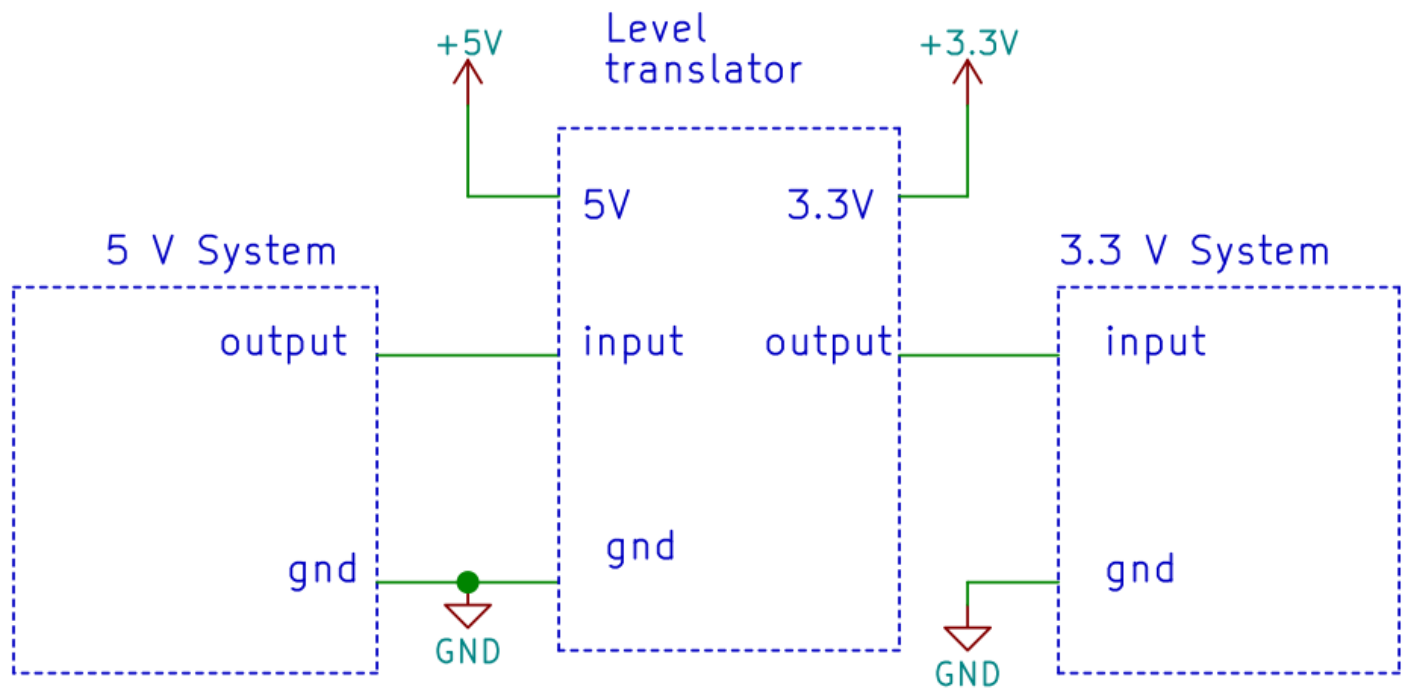 +5V
Level
translator
+3.3V
5V
3.3V
5 V System
3.3 V System
output
input
output
input
gnd
gnd
gnd
GND
GND